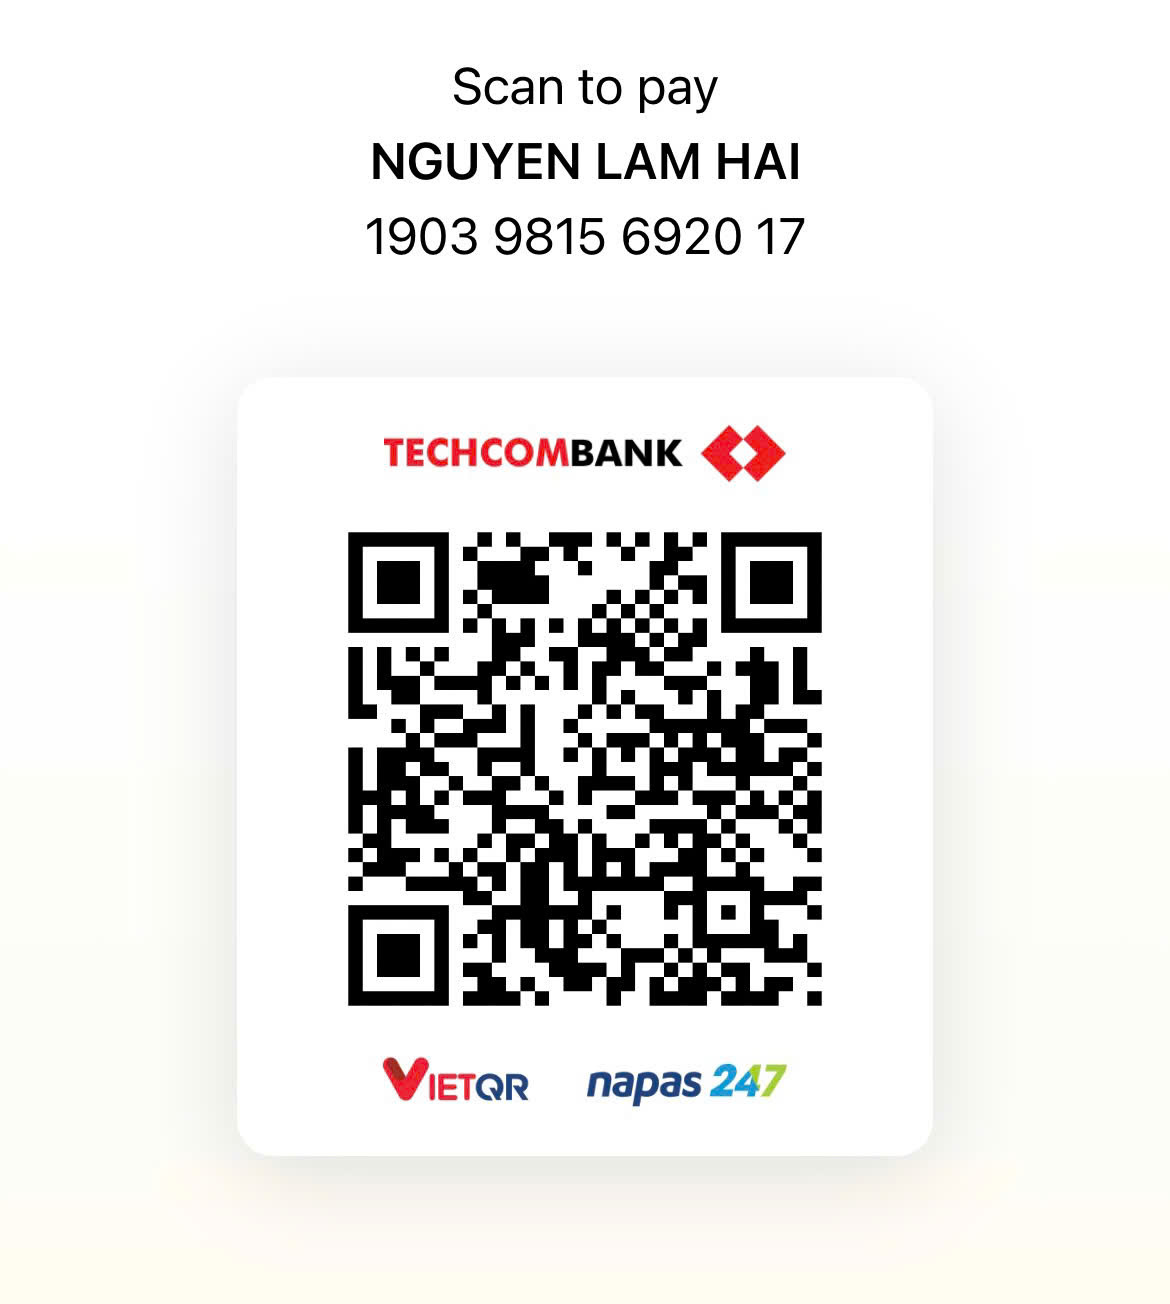 Scan to pay
NGUYEN LAM HAI
1903 9815 6920 17
TECHCOMBANK
VIETQR
napas 247